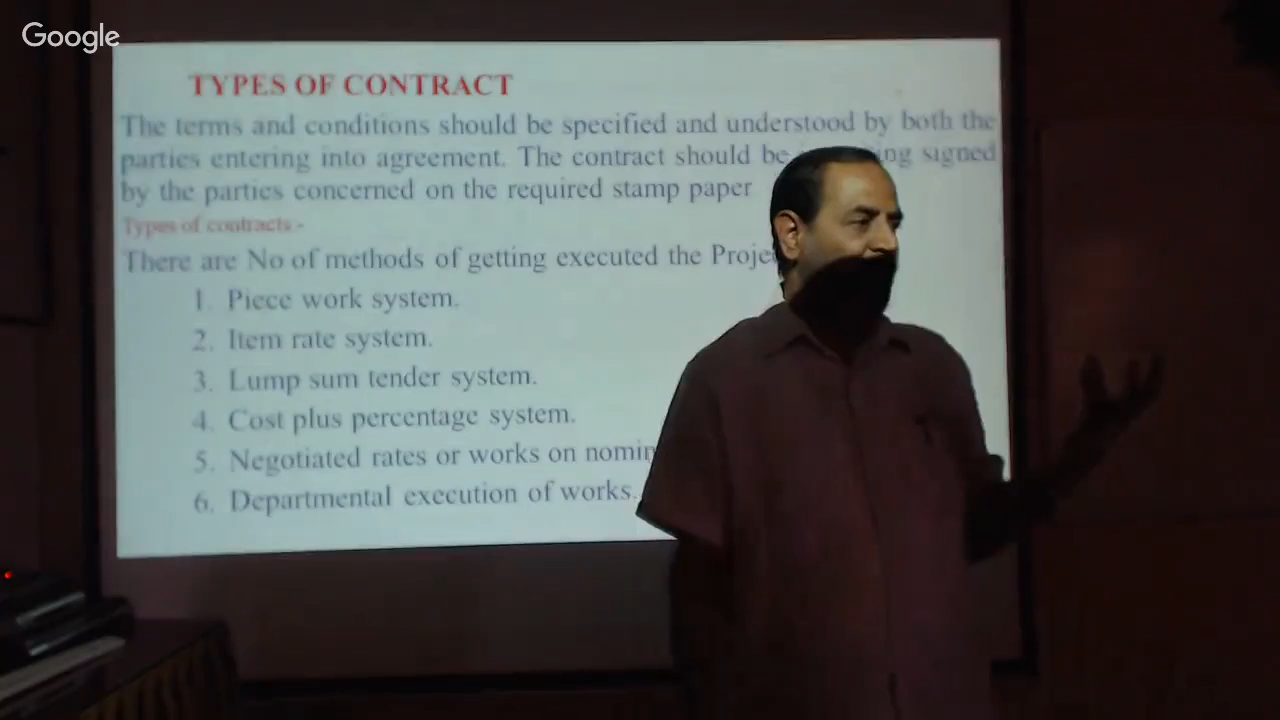 Google
TYPES OF CONTRACT
The terms and conditions should be specified and understood by both the
parties entering into agreement. The contract should be signed
by the parties concerned on the required stamp paper
Types of contracts -
There are No of methods of getting executed the
1. Piece work system.
2. Item rate system.
3. Lump sum tender system.
4. Cost plus percentage system.
5. Negotiated rates or works on
6. Departmental execution of works.